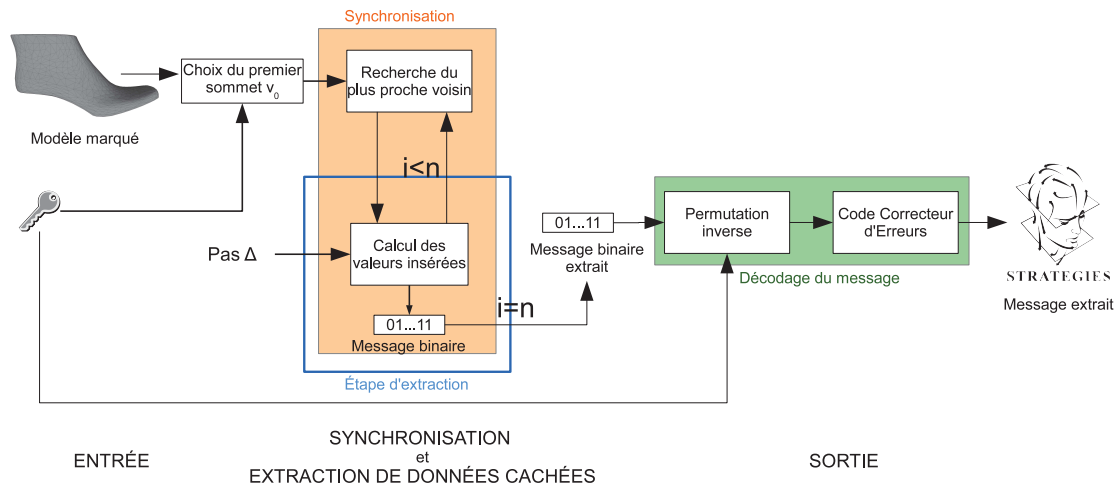 Synchronisation
Modèle marqué
Choix du premier
sommet v0
Recherche du
plus proche voisin
i<n
Pas Δ
Calcul des
valeurs insérées
01...11
Message binaire
i=n
Étape d'extraction
01...11
Message binaire
extrait
Permutation
inverse
Code Correcteur
d'Erreurs
Décodage du message
STRATEGIES
Message extrait
ENTRÉE
SYNCHRONISATION
et
EXTRACTION DE DONNÉES CACHÉES
SORTIE